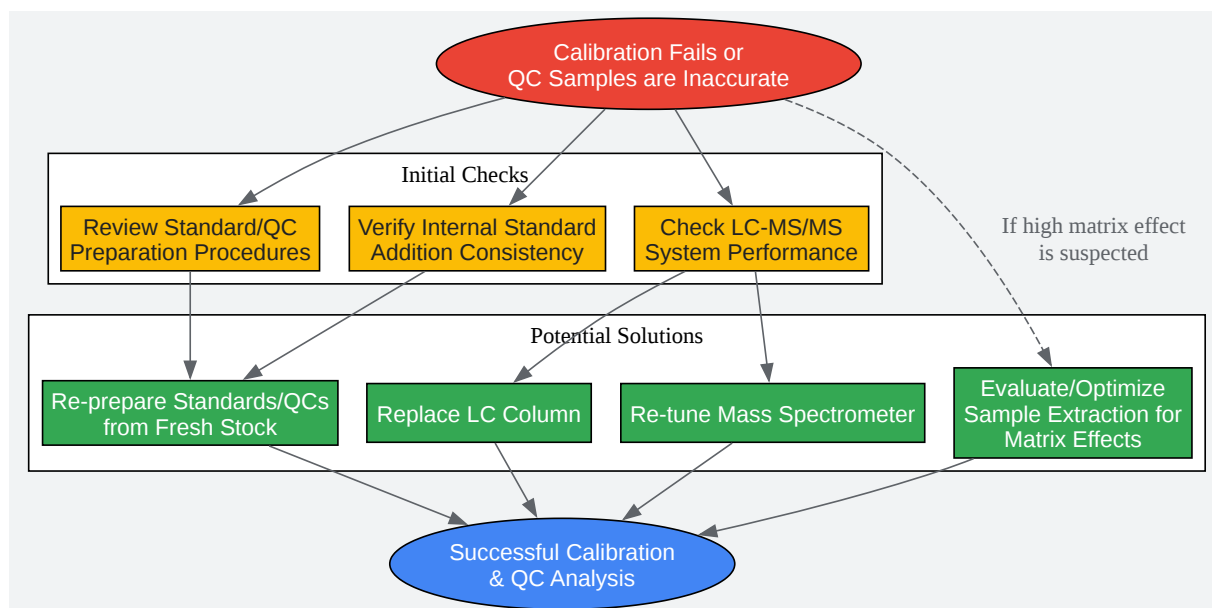 Calibration Fails or
QC Samples are Inaccurate
Initial Checks
Review Standard/QC
Preparation Procedures
Verify Internal Standard
Addition Consistency
Check LC-MS/MS
System Performance
If high matrix effect
is suspected
Potential Solutions
Re-prepare Standards/QCs
from Fresh Stock
Replace LC Column
Re-tune Mass Spectrometer
Evaluate/Optimize
Sample Extraction for
Matrix Effects
Successful Calibration
& QC Analysis